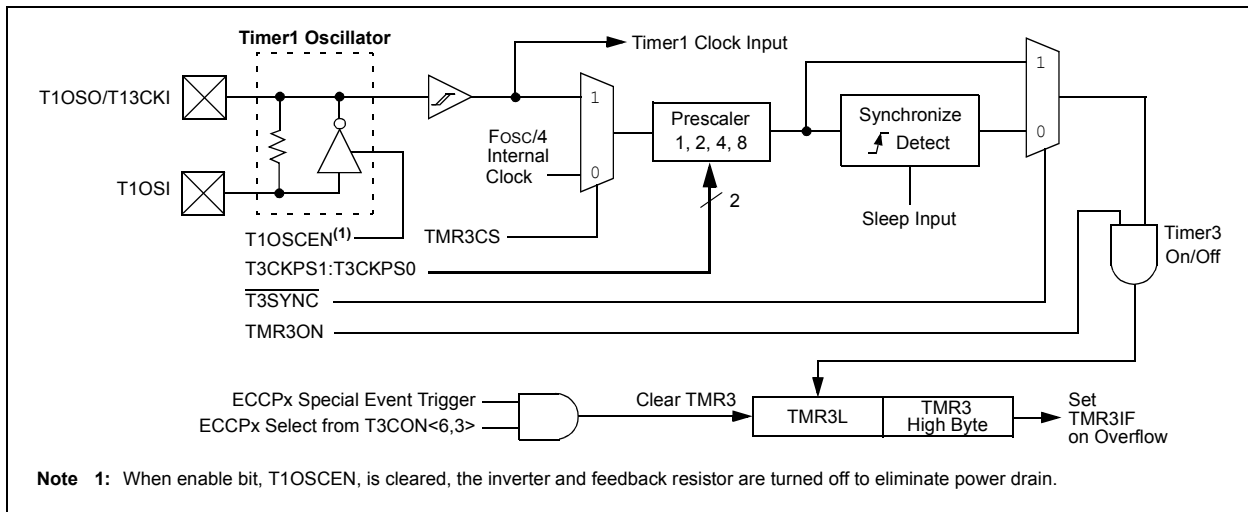 Timer1 Oscillator
Timer1 Clock Input
T1OSO/T13CKI
1
FOSC/4
Internal
Clock
0
Prescaler
1, 2, 4, 8
Synchronize
Detect
1
0
T1OSI
2
Sleep Input
T1OSCEN(1)
TMR3CS
Timer3
On/Off
T3CKPS1:T3CKPS0
T3SYNC
TMR3ON
ECCPx Special Event Trigger
ECCPx Select from T3CON<6,3>
Clear TMR3
TMR3L
TMR3
High Byte
Set
TMR3IF
on Overflow
Note 1: When enable bit, T1OSCEN, is cleared, the inverter and feedback resistor are turned off to eliminate power drain.